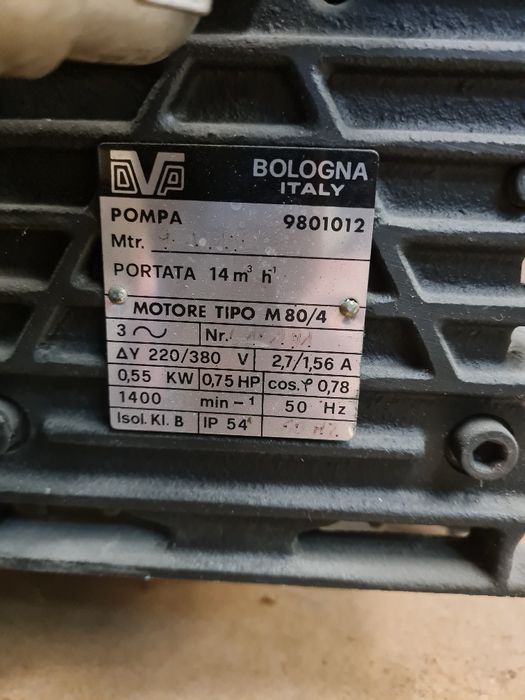 DVP BOLOGNA
ITALY
POMPA 9801012
Mtr.
PORTATA 14 m³ h¹
MOTORE TIPO M 80/4
3 ~ Nr.
ΔY 220/380 V 2,7/1,56 A
0,55 KW 0,75 HP cos.φ 0,78
1400 min-1 50 Hz
Isol. Kl. B IP 54